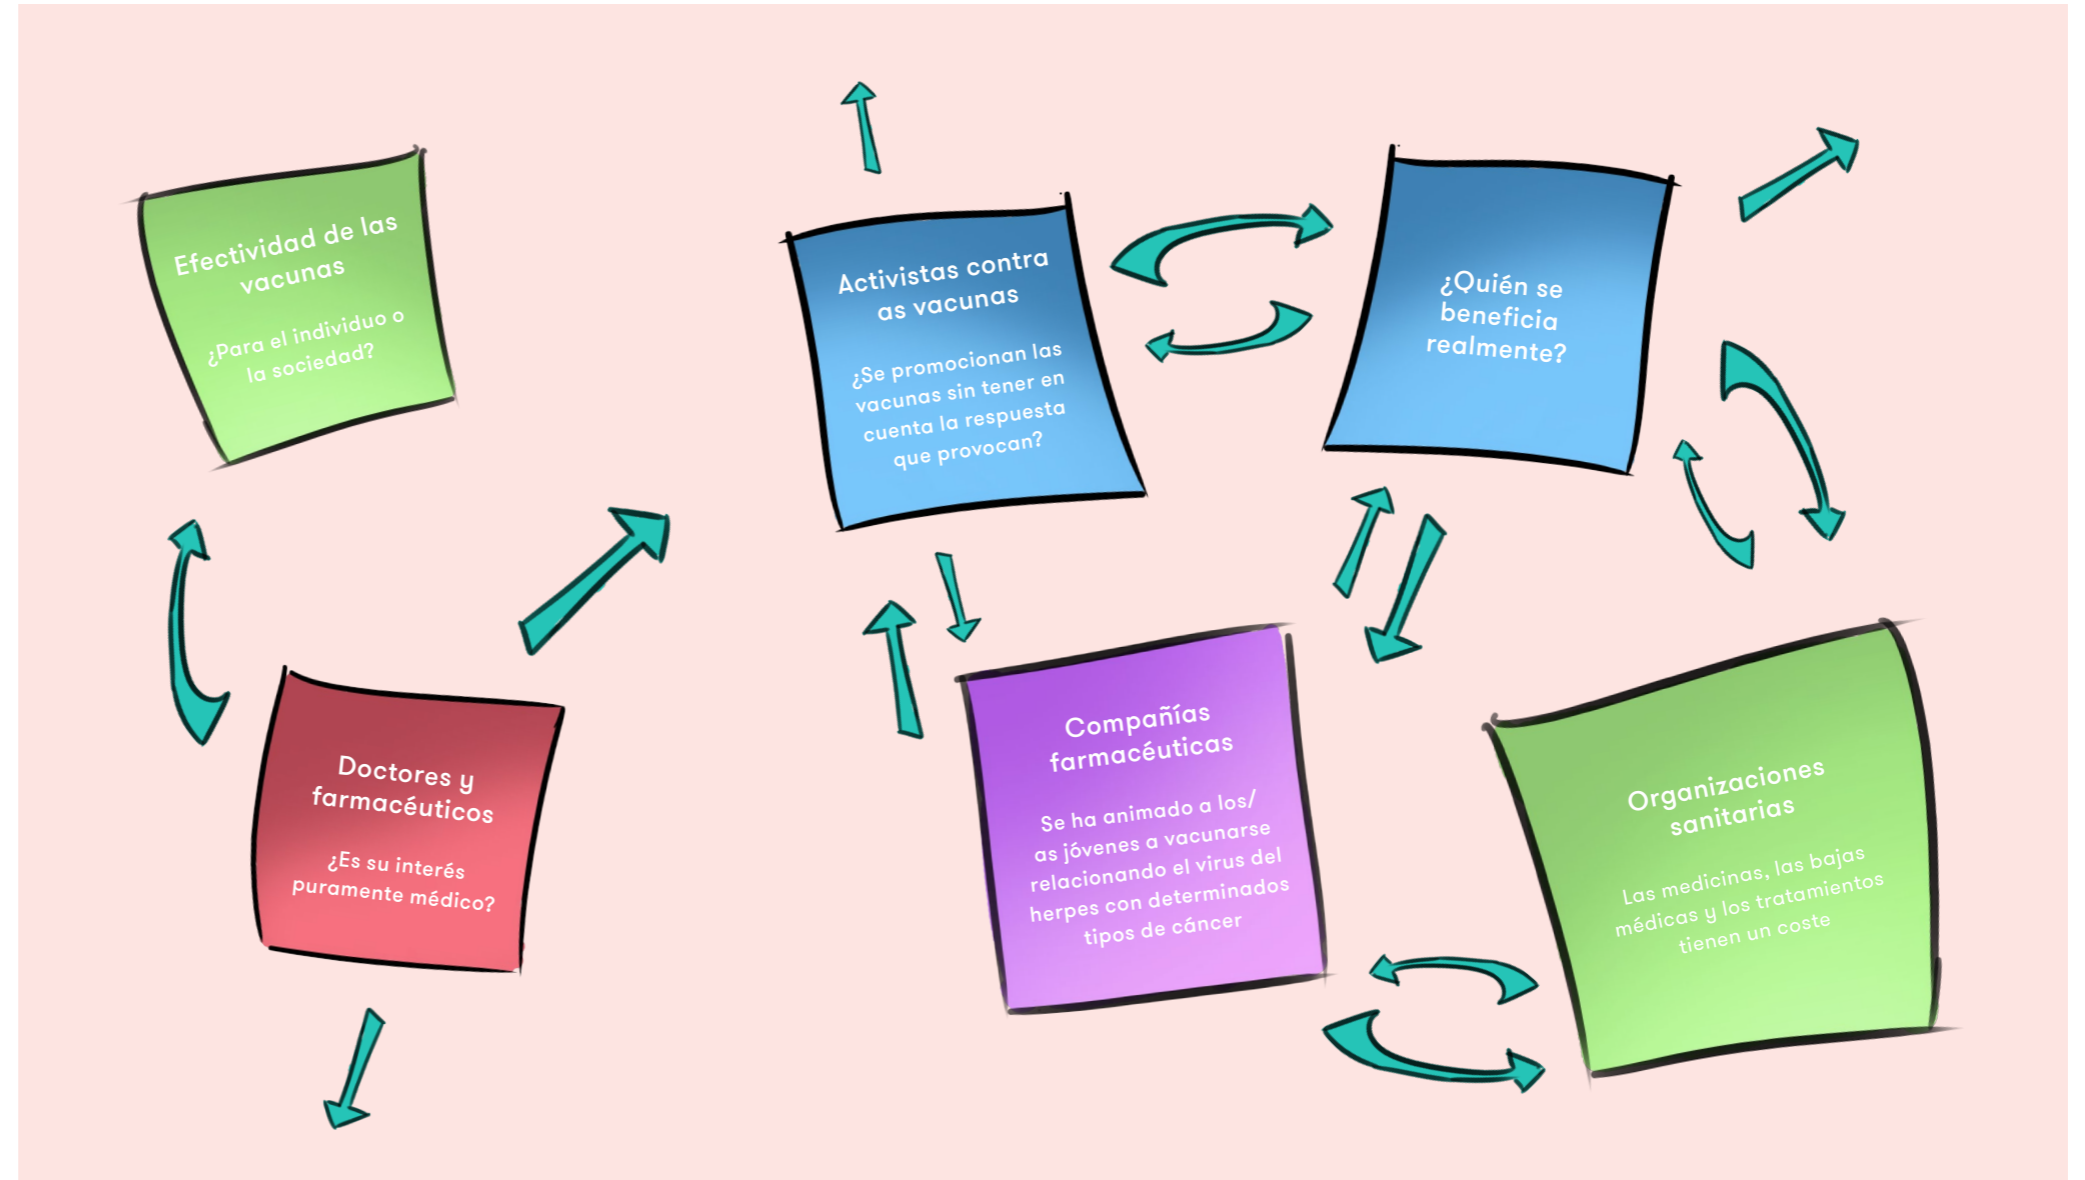 Efectividad de las
vacunas
¿Para el individuo o
la sociedad?
Activistas contra
as vacunas
¿Se promocionan las
vacunas sin tener en
cuenta la respuesta
que provocan?
¿Quién se
beneficia
realmente?
Doctores y
farmacéuticos
¿Es su interés
puramente médico?
Compañías
farmacéuticas
Se ha animado a los/
as jóvenes a vacunarse
relacionando el virus del
herpes con determinados
tipos de cáncer
Organizaciones
sanitarias
Las medicinas, las bajas
médicas y los tratamientos
tienen un coste